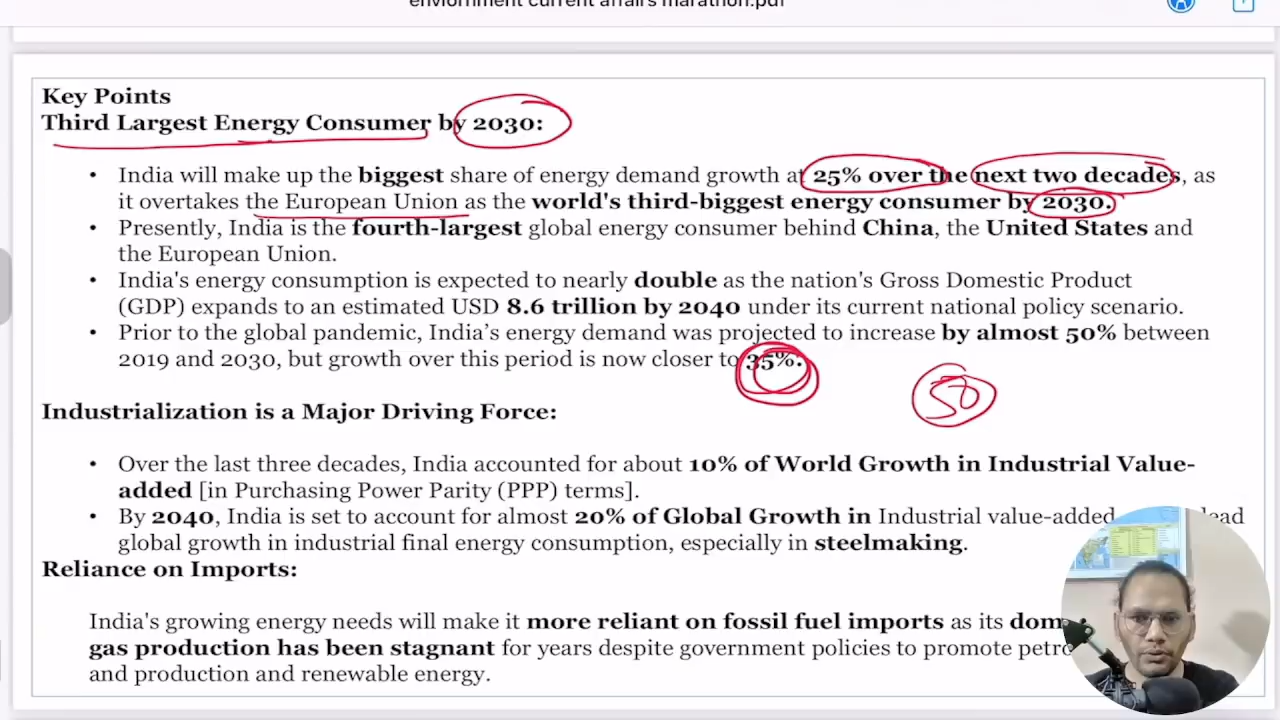 enviornment current affairs marathon.pdf
Key Points
Third Largest Energy Consumer by 2030:
• India will make up the biggest share of energy demand growth at 25% over the next two decades, as
it overtakes the European Union as the world's third-biggest energy consumer by 2030.
• Presently, India is the fourth-largest global energy consumer behind China, the United States and
the European Union.
• India's energy consumption is expected to nearly double as the nation's Gross Domestic Product
(GDP) expands to an estimated USD 8.6 trillion by 2040 under its current national policy scenario.
• Prior to the global pandemic, India's energy demand was projected to increase by almost 50% between
2019 and 2030, but growth over this period is now closer to 35%.
50
Industrialization is a Major Driving Force:
• Over the last three decades, India accounted for about 10% of World Growth in Industrial Value-
added [in Purchasing Power Parity (PPP) terms].
• By 2040, India is set to account for almost 20% of Global Growth in Industrial value-added lead
global growth in industrial final energy consumption, especially in steelmaking.
Reliance on Imports:
India's growing energy needs will make it more reliant on fossil fuel imports as its
gas production has been stagnant for years despite government policies to promote
and production and renewable energy.